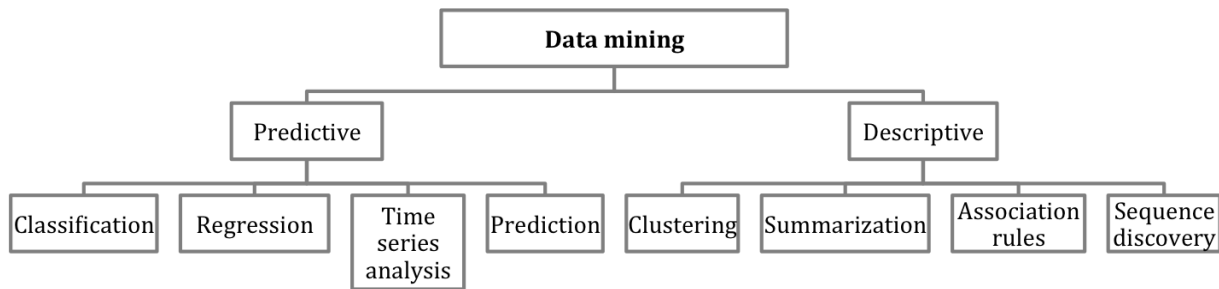 Data mining
Predictive
Descriptive
Classification
Regression
Time
series
analysis
Prediction
Clustering
Summarization
Association
rules
Sequence
discovery